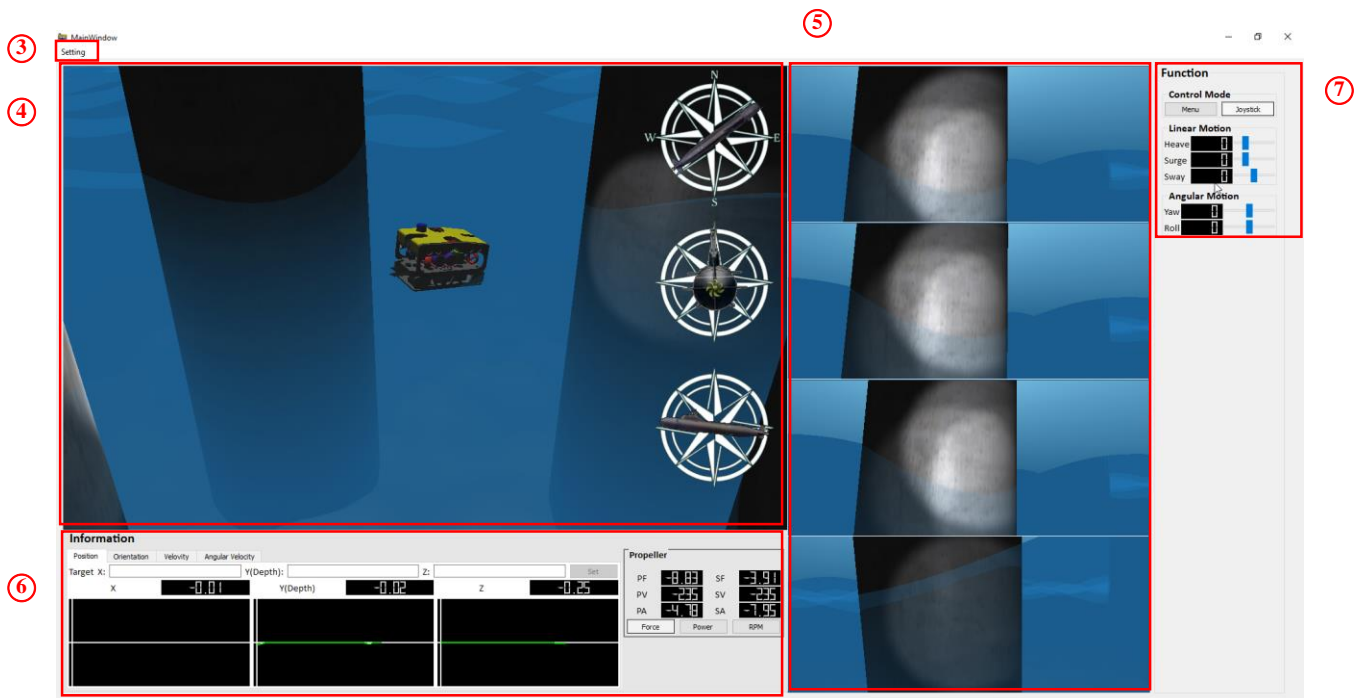 ⑤
③
MainWindow
Setting
④
N
W
E
S
⑦
Function
Control Mode
Menu
Joystick
Linear Motion
Heave 0
Surge 0
Sway 0
Angular Motion
Yaw 0
Roll 0
⑥
Information
Position Orientation Velovity Angular Velocity
Target X: Y(Depth): Z: Set
X -0.01 Y(Depth) -0.02 Z -0.25
Propeller
PF -8.83 SF -3.91
PV -2.35 SV -2.35
PA -4.78 SA -7.95
Force Power RPM